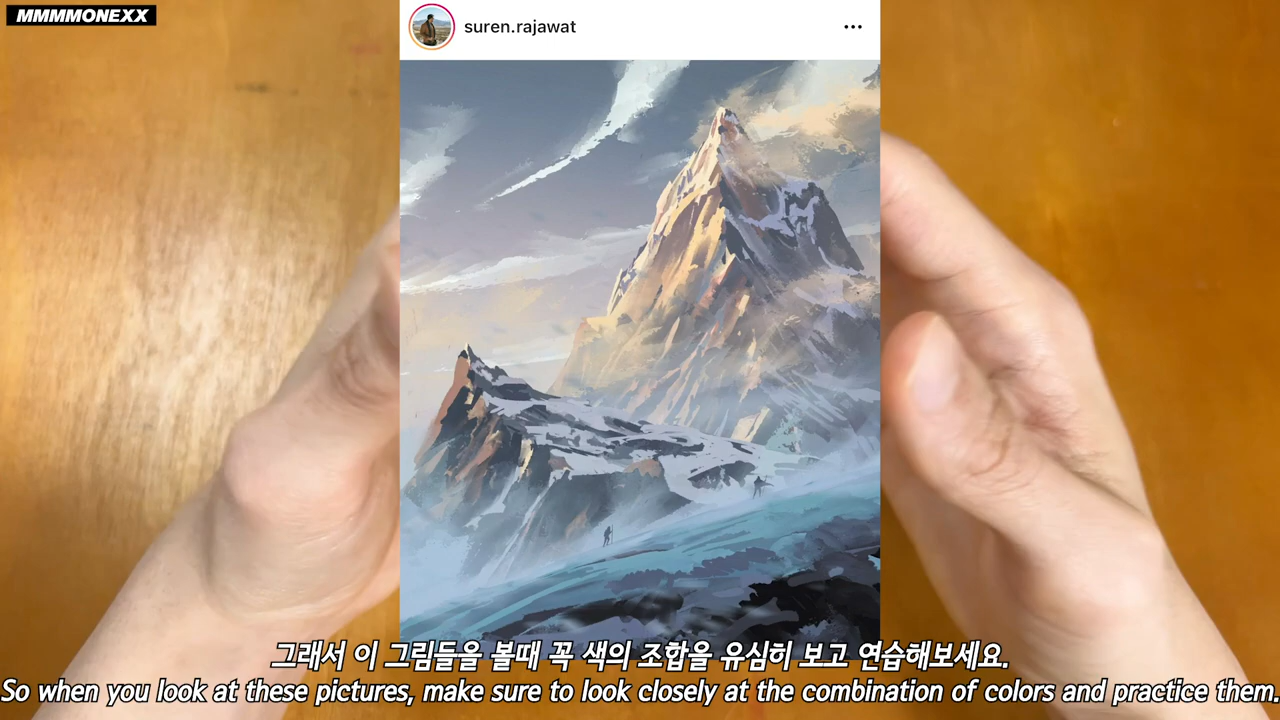 MMMMONEXX
suren.rajawat
그래서 이 그림들을 볼때 꼭 색의 조합을 유심히 보고 연습해보세요.
So when you look at these pictures, make sure to look closely at the combination of colors and practice them.